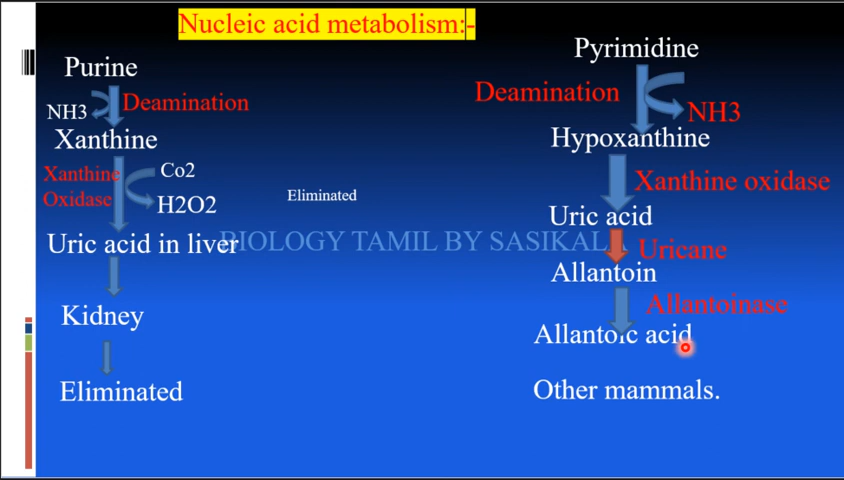 Nucleic acid metabolism:-
Purine
NH3
Deamination
Xanthine
Xanthine
Oxidase
Co2
H2O2
Uric acid in liver
Kidney
Eliminated
Eliminated
BIOLOGY TAMIL BY SASIKALA
Pyrimidine
Deamination
NH3
Hypoxanthine
Xanthine oxidase
Uric acid
Uricane
Allantoin
Allantoinase
Allantoic acid
Other mammals.